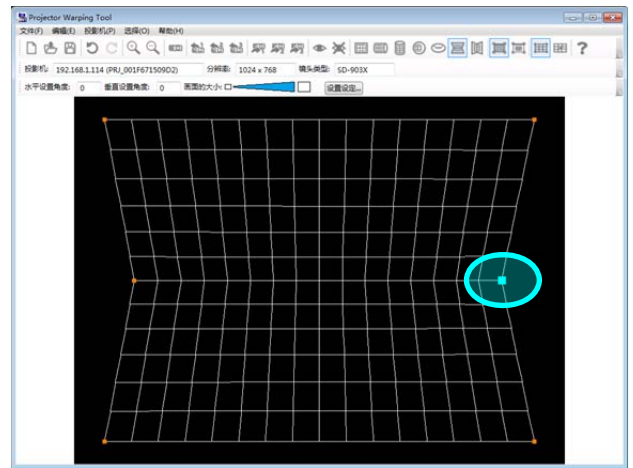 Projector Warping Tool
文件(F) 编辑(E) 投影机(P) 选择(O) 帮助(H)
投影机: 192.168.1.114 (PRJ_001F671509D2) 分辨率: 1024 x 768 镜头类型: SD-903X
水平设置角度: 0 垂直设置角度: 0 画面的大小: 设置设定...